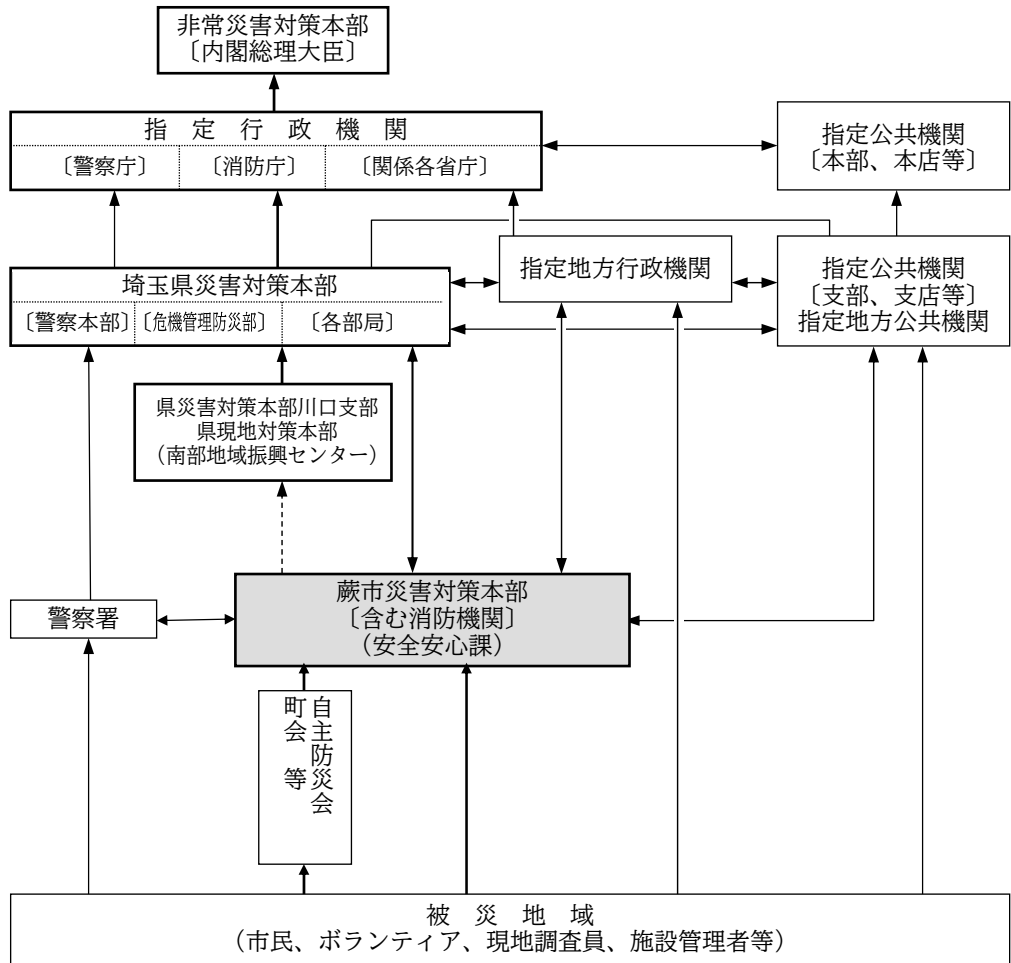 非常災害対策本部
〔内閣総理大臣〕
指定行政機関
〔警察庁〕
〔消防庁〕
〔関係各省庁〕
指定公共機関
〔本部、本店等〕
埼玉県災害対策本部
〔警察本部〕
〔危機管理防災部〕
〔各部局〕
指定地方行政機関
指定公共機関
〔支部、支店等〕
指定地方公共機関
県災害対策本部川口支部
県現地対策本部
（南部地域振興センター）
蕨市災害対策本部
〔含む消防機関〕
（安全安心課）
警察署
自主防災会
町会　等
被災地域
（市民、ボランティア、現地調査員、施設管理者等）